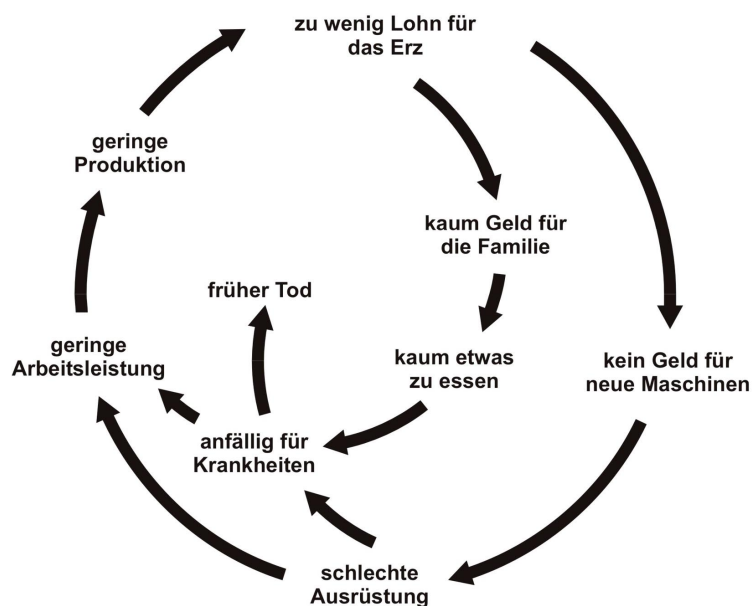 zu wenig Lohn für
das Erz
geringe
Produktion
kaum Geld für
die Familie
früher Tod
geringe
Arbeitsleistung
kaum etwas
zu essen
kein Geld für
neue Maschinen
anfällig für
Krankheiten
schlechte
Ausrüstung